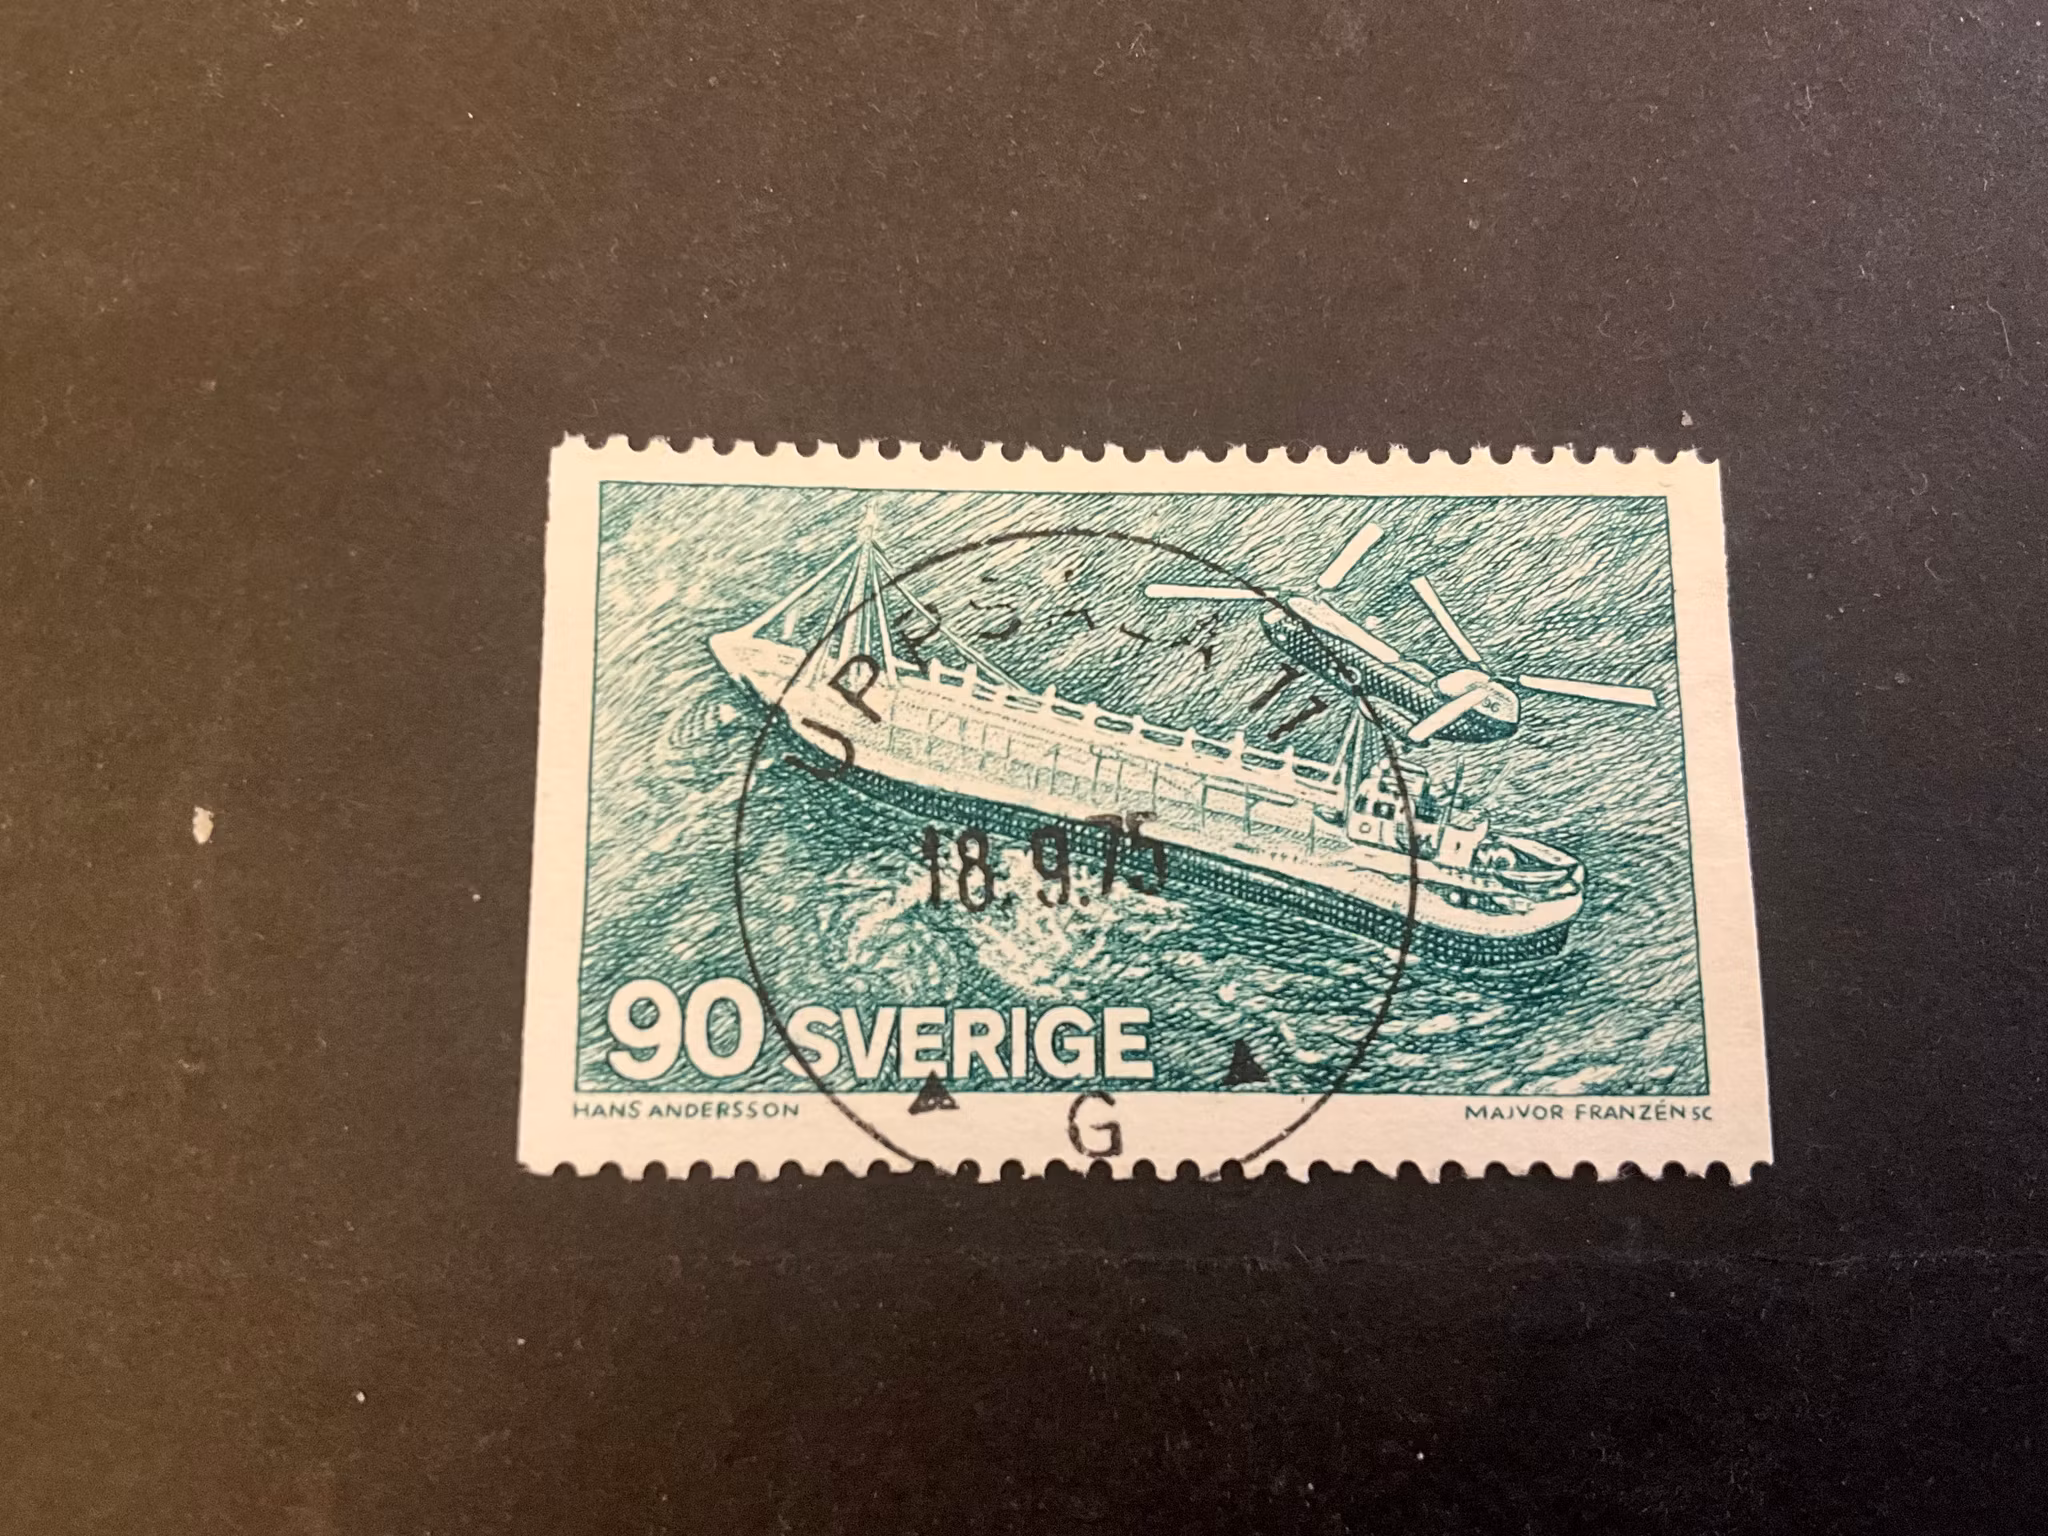 UPPSALA 11
18.9.75
90 SVERIGE
HANS ANDERSSON
MAJVOR FRANZÉN SC
G